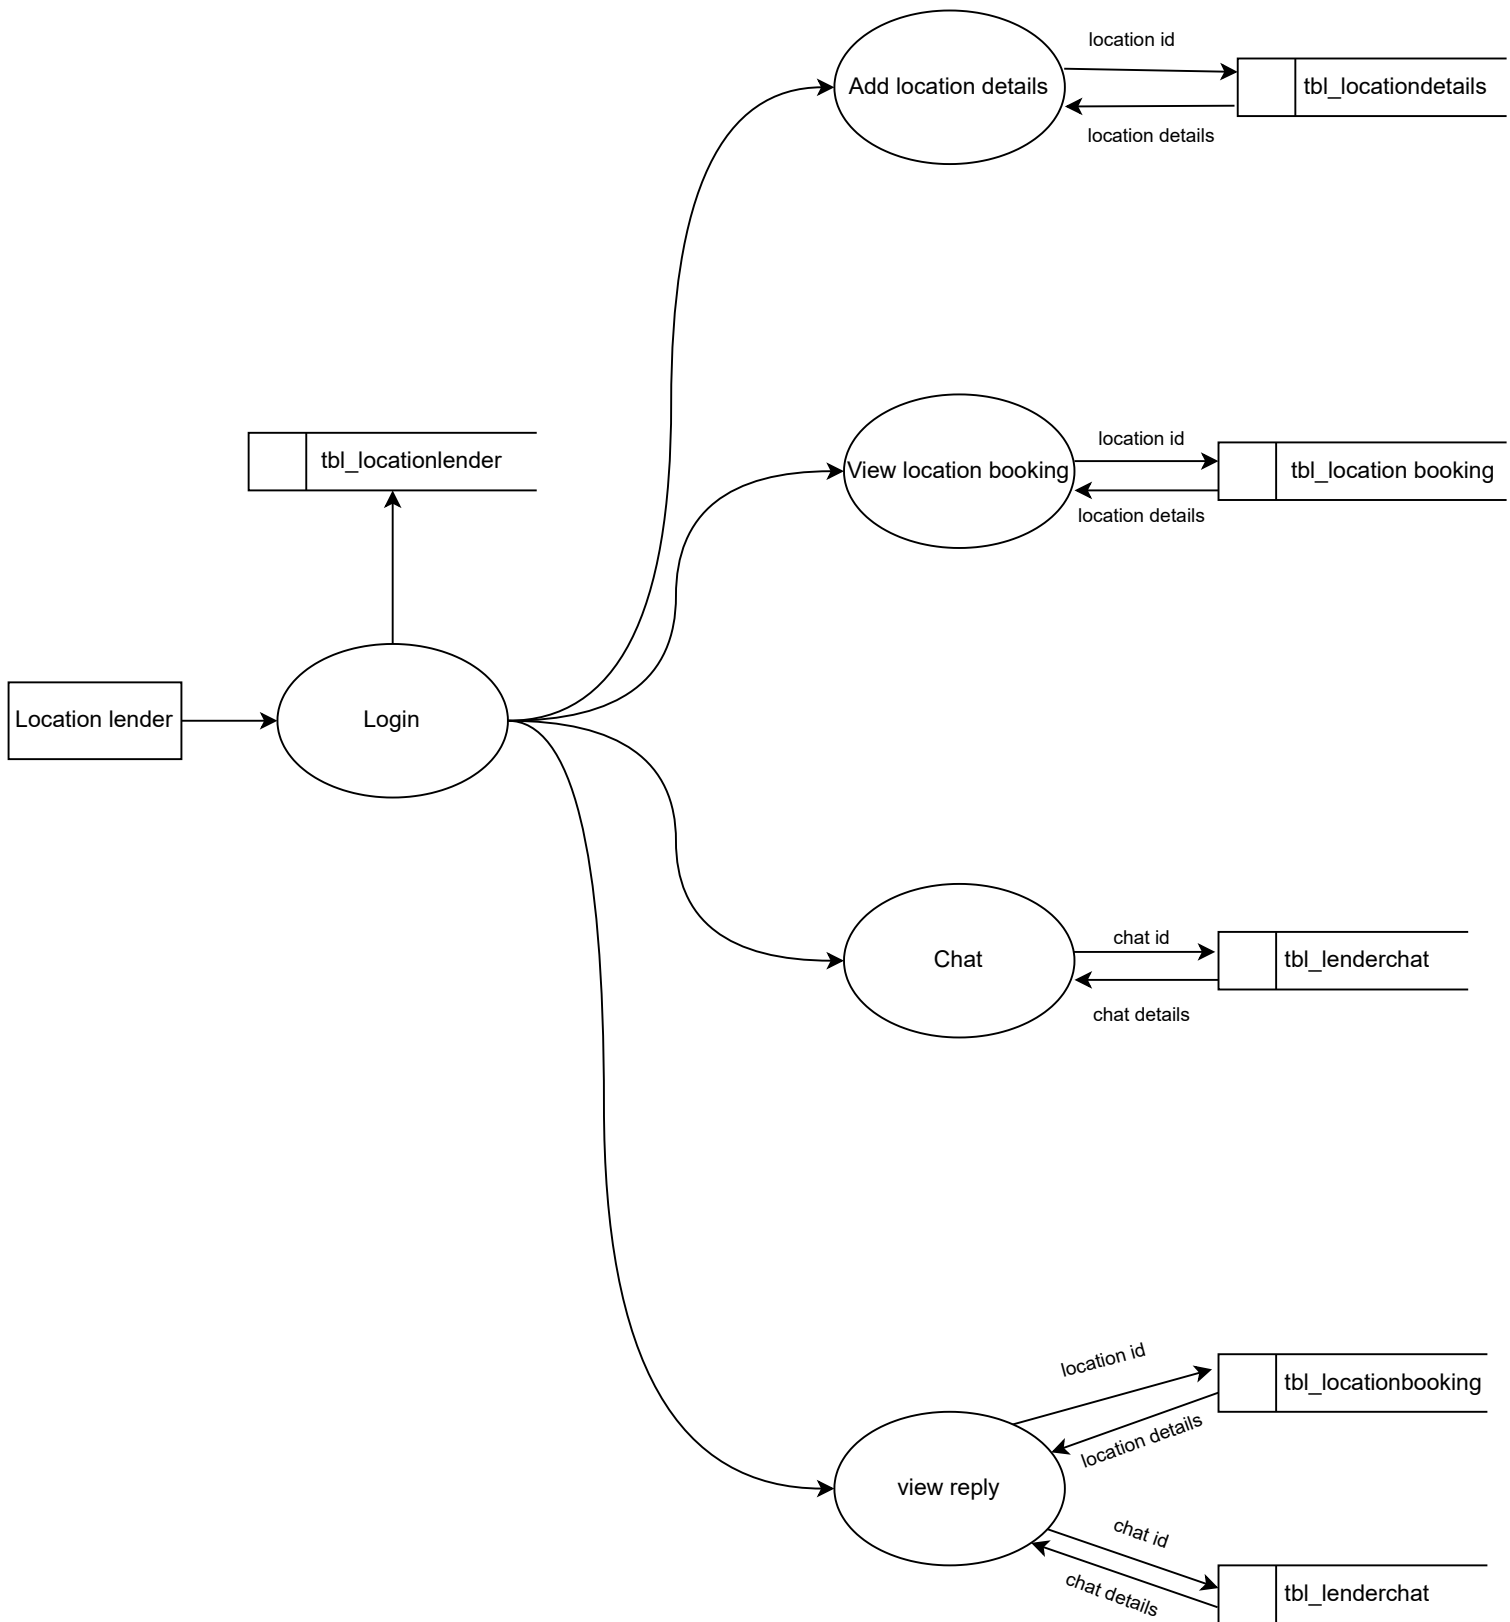 location id
Add location details
tbl_locationdetails
location details
location id
tbl_locationlender
View location booking
tbl_location booking
location details
Location lender
Login
chat id
Chat
tbl_lenderchat
chat details
location id
tbl_locationbooking
location details
view reply
chat id
chat details
tbl_lenderchat